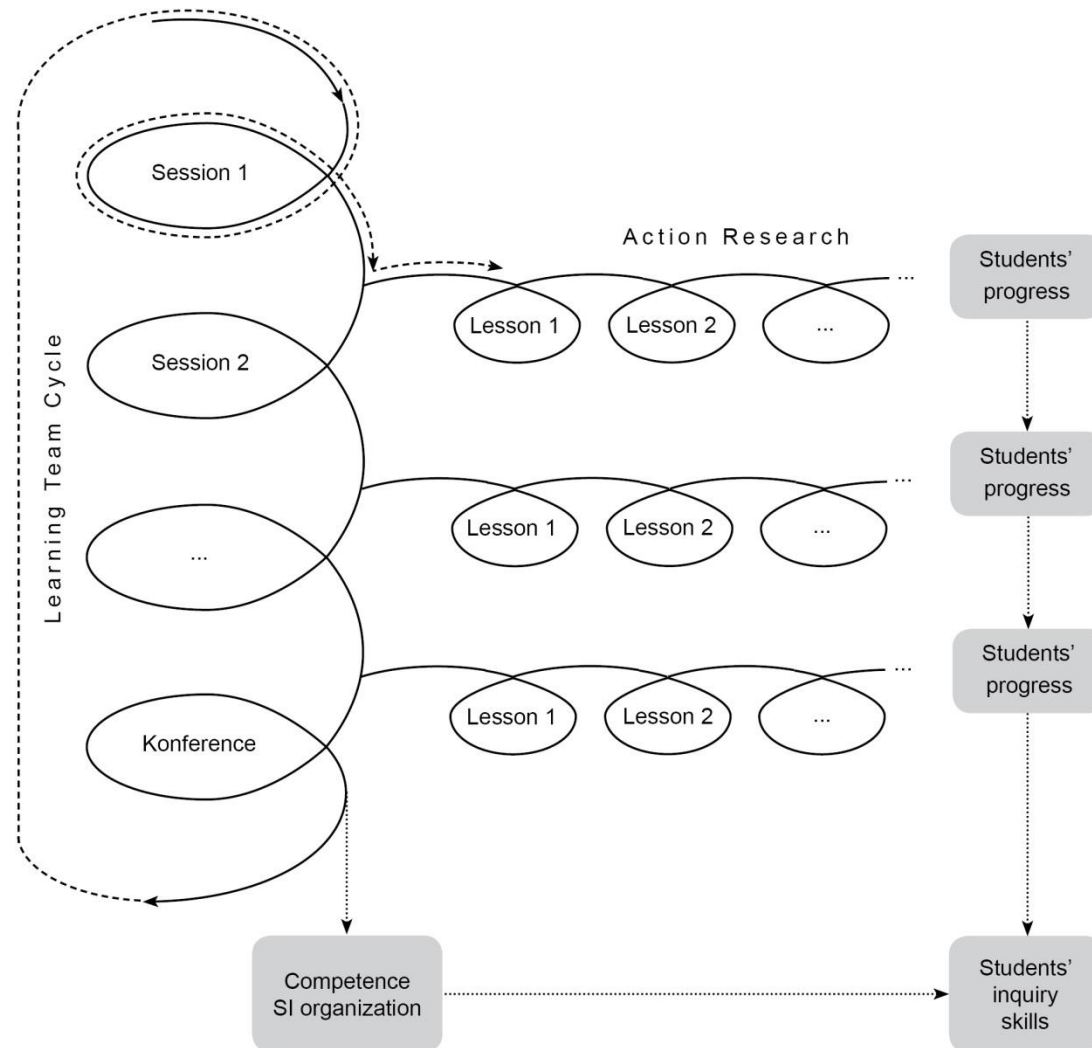 Learning Team Cycle
Session 1
Action Research
Lesson 1
Lesson 2
...
...
Students’
progress
Session 2
Lesson 1
Lesson 2
...
...
Students’
progress
...
Lesson 1
Lesson 2
...
...
Students’
progress
Konference
Competence
SI organization
Students’
inquiry
skills